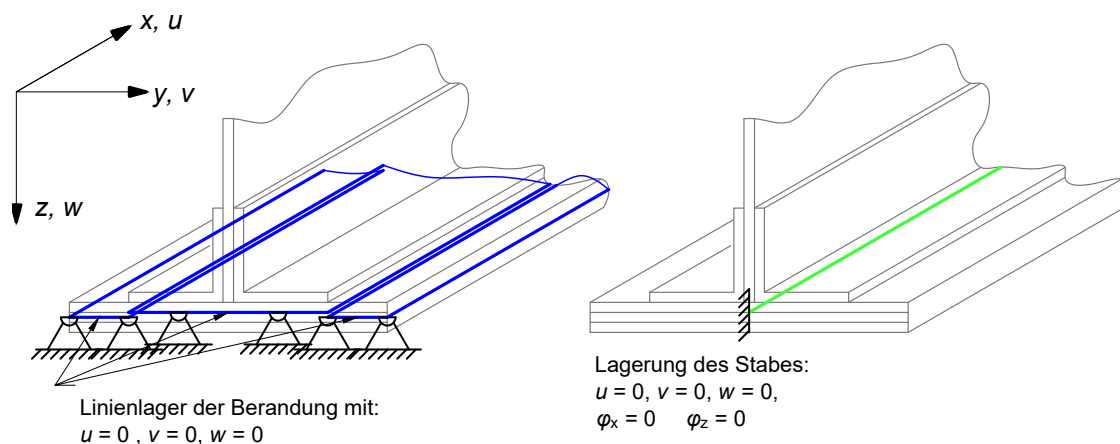 x, u
y, v
z, w
Linienlager der Berandung mit:
u = 0 , v = 0, w = 0
Lagerung des Stabes:
u = 0, v = 0, w = 0,
φx = 0 φz = 0